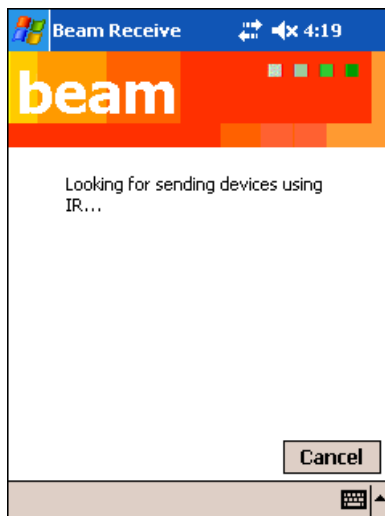 Beam Receive 4:19
beam
Looking for sending devices using
IR...
Cancel